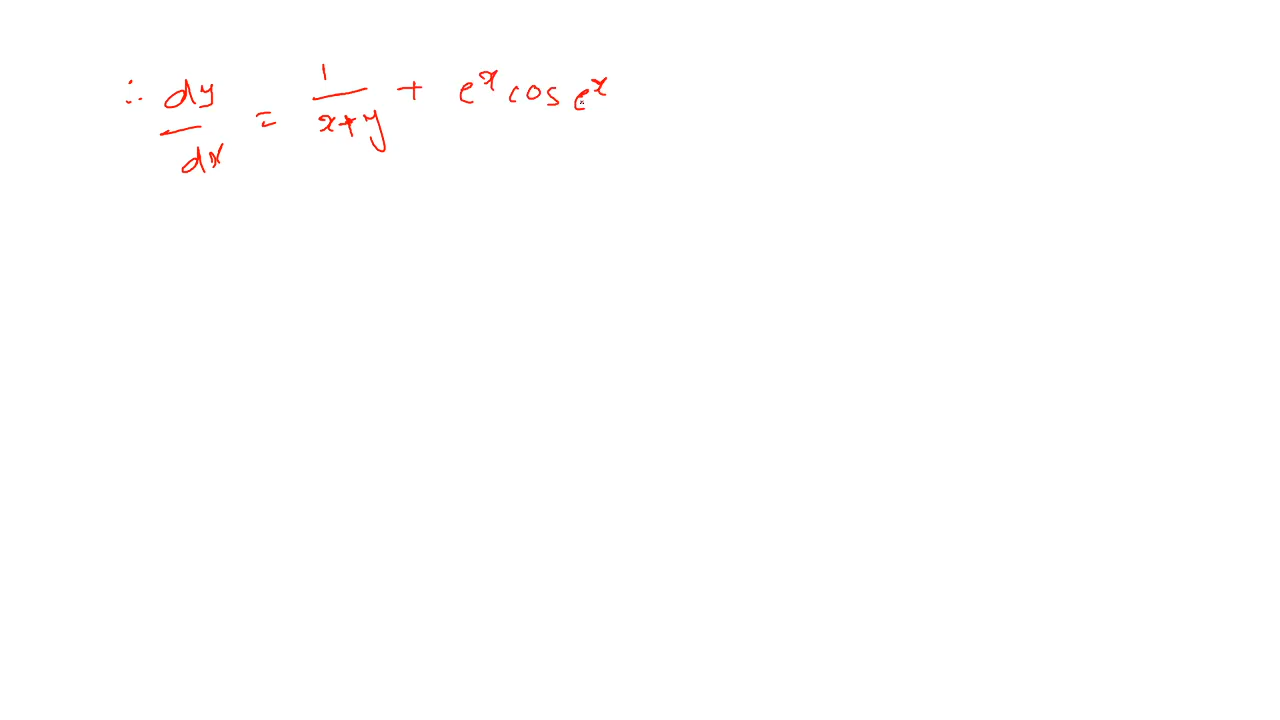 ∴ dy/dx = 1/(x+y) + e^x cos e^x